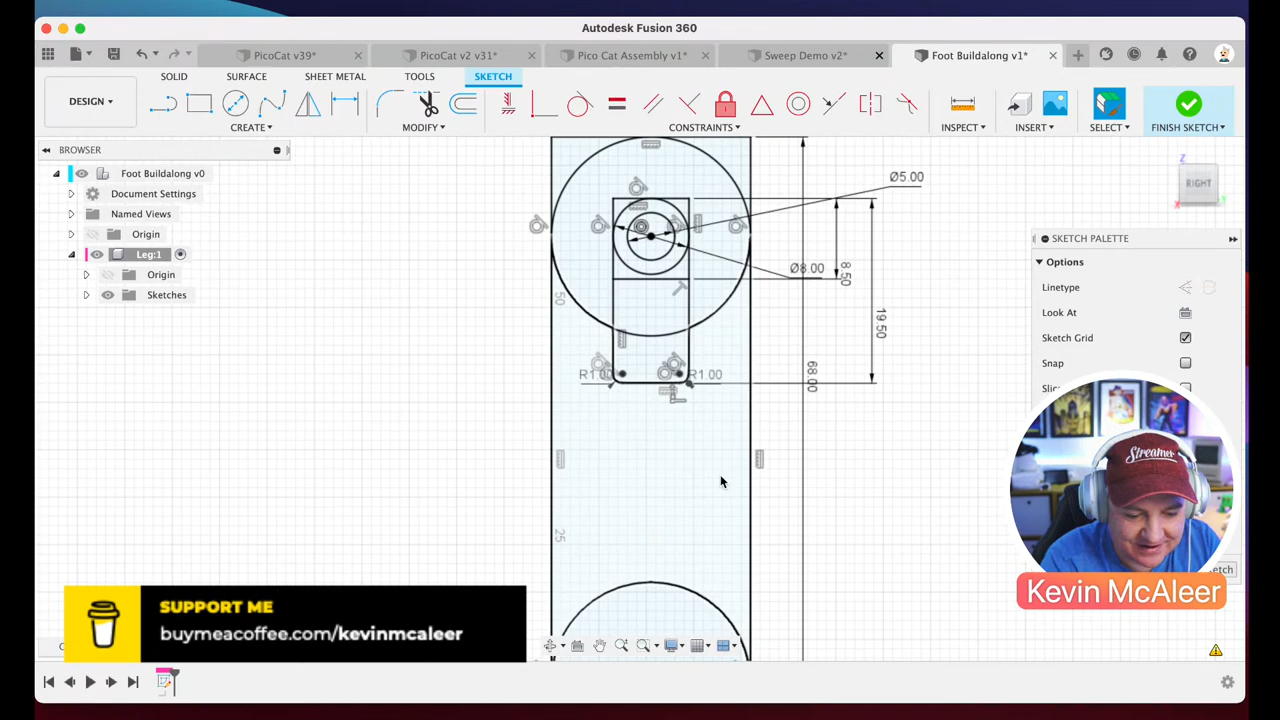 Autodesk Fusion 360
PicoCat v39*
PicoCat v2 v31*
Pico Cat Assembly v1*
Sweep Demo v2*
Foot Buildalong v1*
DESIGN
SOLID
SURFACE
SHEET METAL
TOOLS
SKETCH
CREATE
MODIFY
CONSTRAINTS
INSPECT
INSERT
SELECT
FINISH SKETCH
BROWSER
Foot Buildalong v0
Document Settings
Named Views
Origin
Leg:1
Origin
Sketches
Ø5.00
Ø8.00
8.50
19.50
68.00
R1.00
R1.00
50
25
Z
RIGHT
X
Y
SKETCH PALETTE
Options
Linetype
Look At
Sketch Grid
Snap
Slice
Streamer
Kevin McAleer
SUPPORT ME
buymeacoffee.com/kevinmcaleer